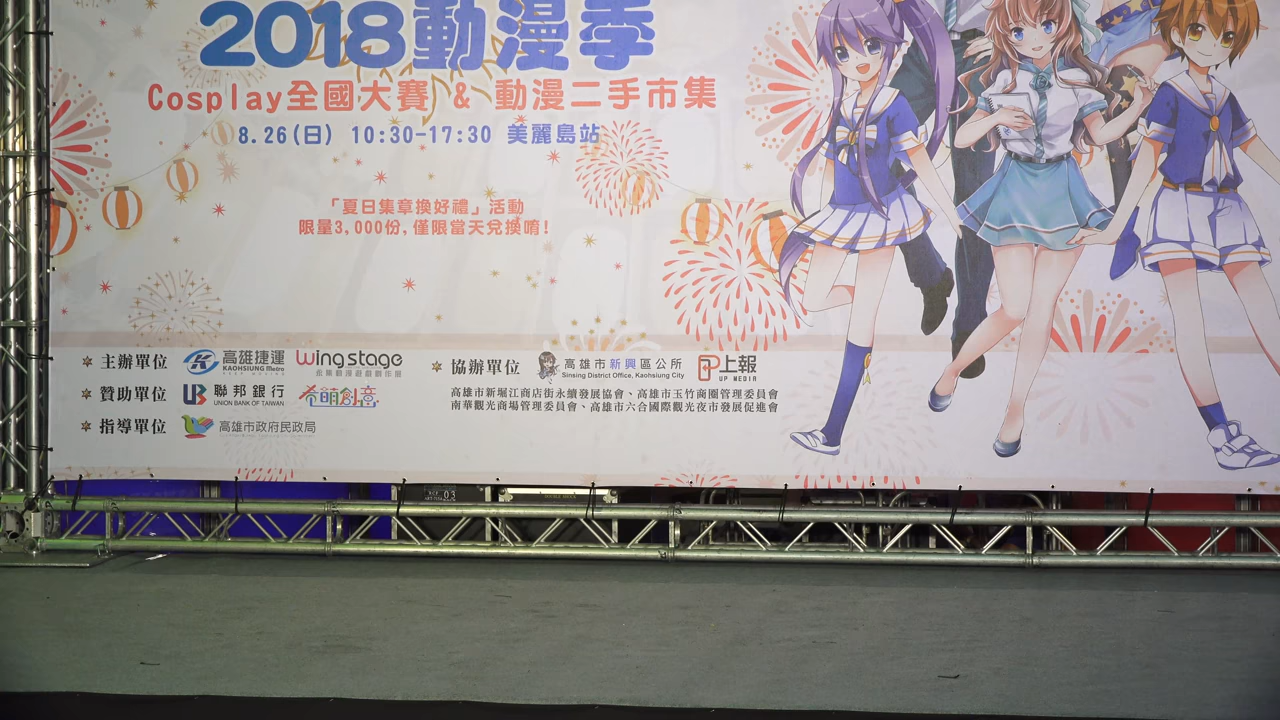 2018動漫季
Cosplay全國大賽 & 動漫二手市集
8.26(日) 10:30-17:30 美麗島站
「夏日集章換好禮」活動
限量3,000份,僅限當天兌換唷!
主辦單位 高雄捷運 KAOHSIUNG Metro wing stage
協辦單位 高雄市新興區公所 Sinsing District Office, Kaohsiung City 上報 UP MEDIA
贊助單位 聯邦銀行 UNION BANK OF TAIWAN 希萌創意
高雄市新堀江商店街永續發展協會、高雄市玉竹商圈管理委員會
南華觀光商場管理委員會、高雄市六合國際觀光夜市發展促進會
指導單位 高雄市政府民政局